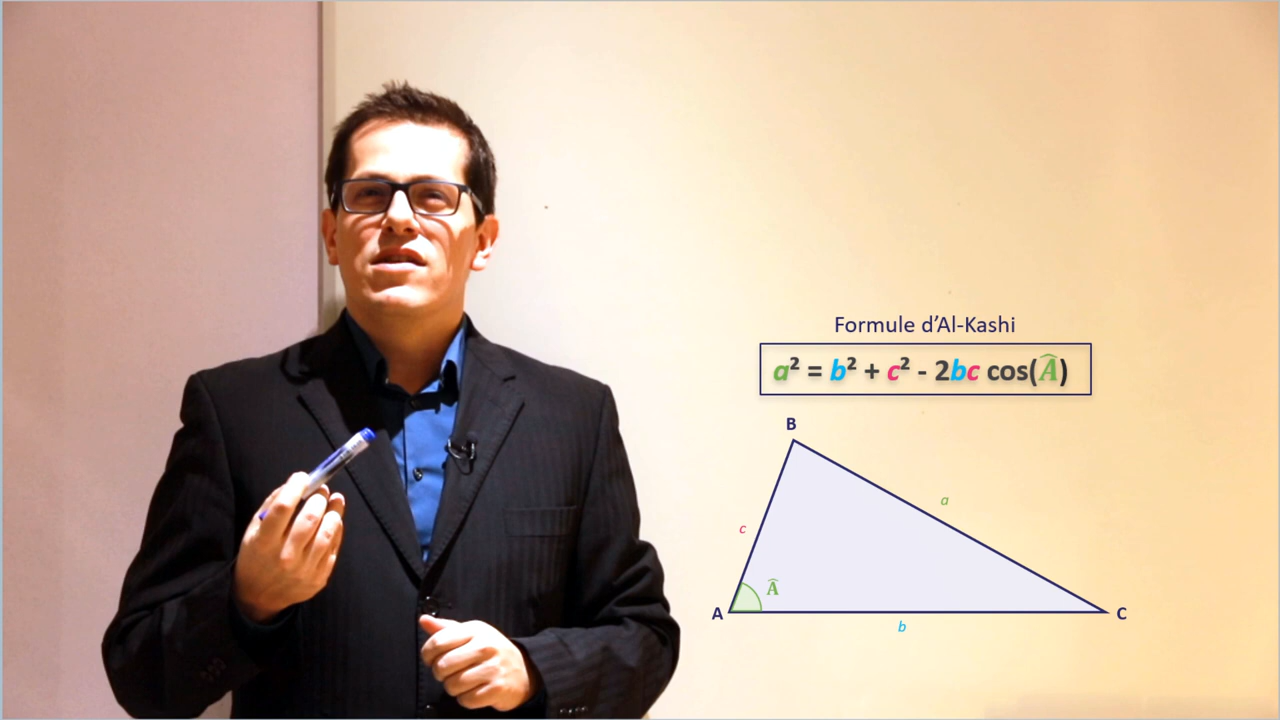 Formule d'Al-Kashi
a² = b² + c² - 2bc cos(Â)
B
a
c
Â
A
C
b